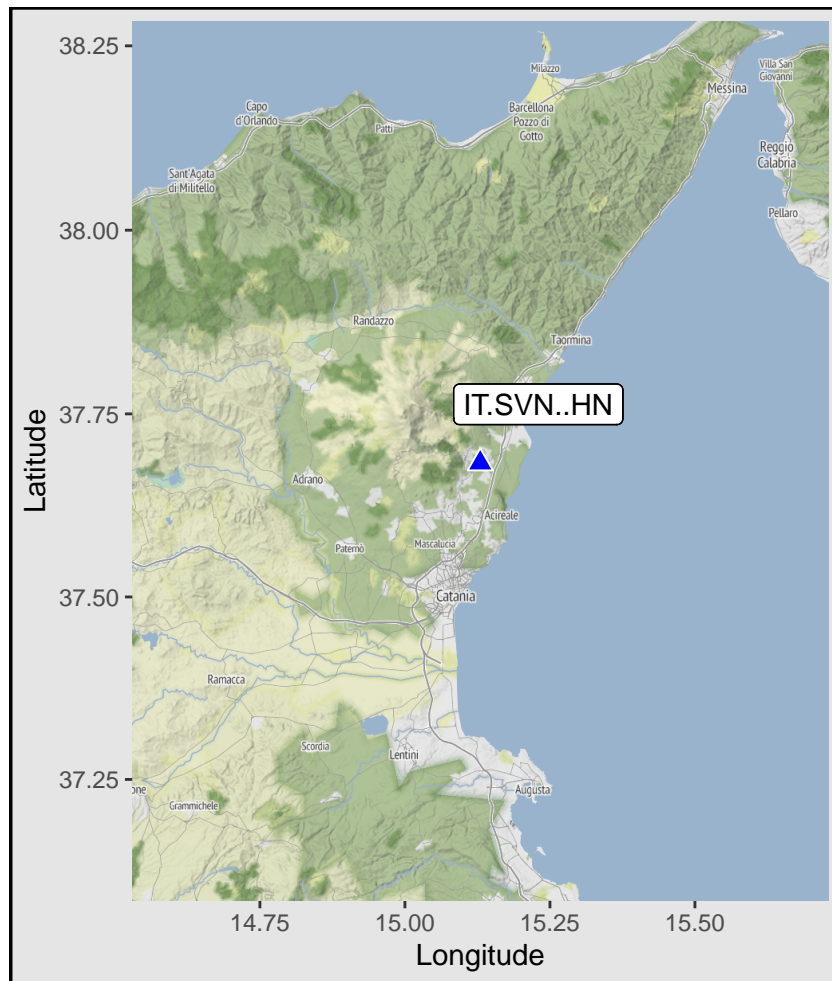 38.25
38.00
37.75
37.50
37.25
Latitude
Milazzo
Villa San
Giovanni
Messina
Capo
d'Orlando
Patti
Barcellona
Pozzo di
Gotto
Reggio
Calabria
Sant'Agata
di Militello
Pellaro
Randazzo
Taormina
IT.SVN..HN
Adrano
Acireale
Mascalucia
Paternò
Catania
Ramacca
Scordia
Lentini
Augusta
one
Grammichele
14.75
15.00
15.25
15.50
Longitude